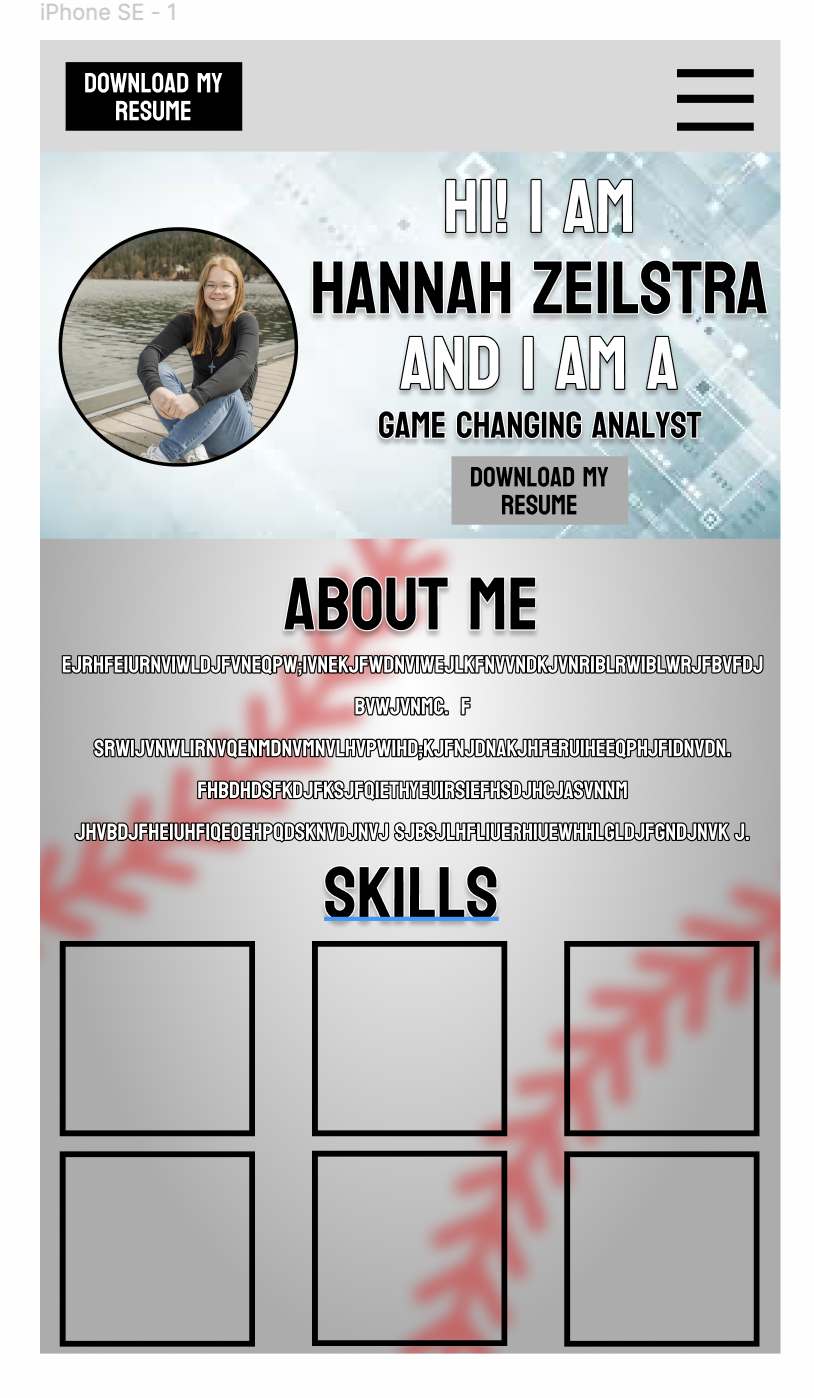 iPhone SE - 1
DOWNLOAD MY
RESUME
HI! I AM
HANNAH ZEILSTRA
AND I AM A
GAME CHANGING ANALYST
DOWNLOAD MY
RESUME
ABOUT ME
EJRHFEIURNVIWLDJFVNEQPW;IVNEKJFWDNVIWEJLKFNVVNDKJVNRIBLRWIBLWRJFBVFDJ
BVWJVNMC. F
SRWIJVNWLIRNVQENMDNVMNVLHVPWIHD;KJFNJDNAKJHFERUIHEEQPHJFIDNVDN.
FHBDHDSFKDJFKSJFQIETHYEUIRSIEFHSDJHCJASVNNM
JHVBDJFHEIUHFIQEOEHPQDSKNVDJNVJ SJBSJLHFLIUERHIUEWHHLGLDJFGNDJNVK J.
SKILLS